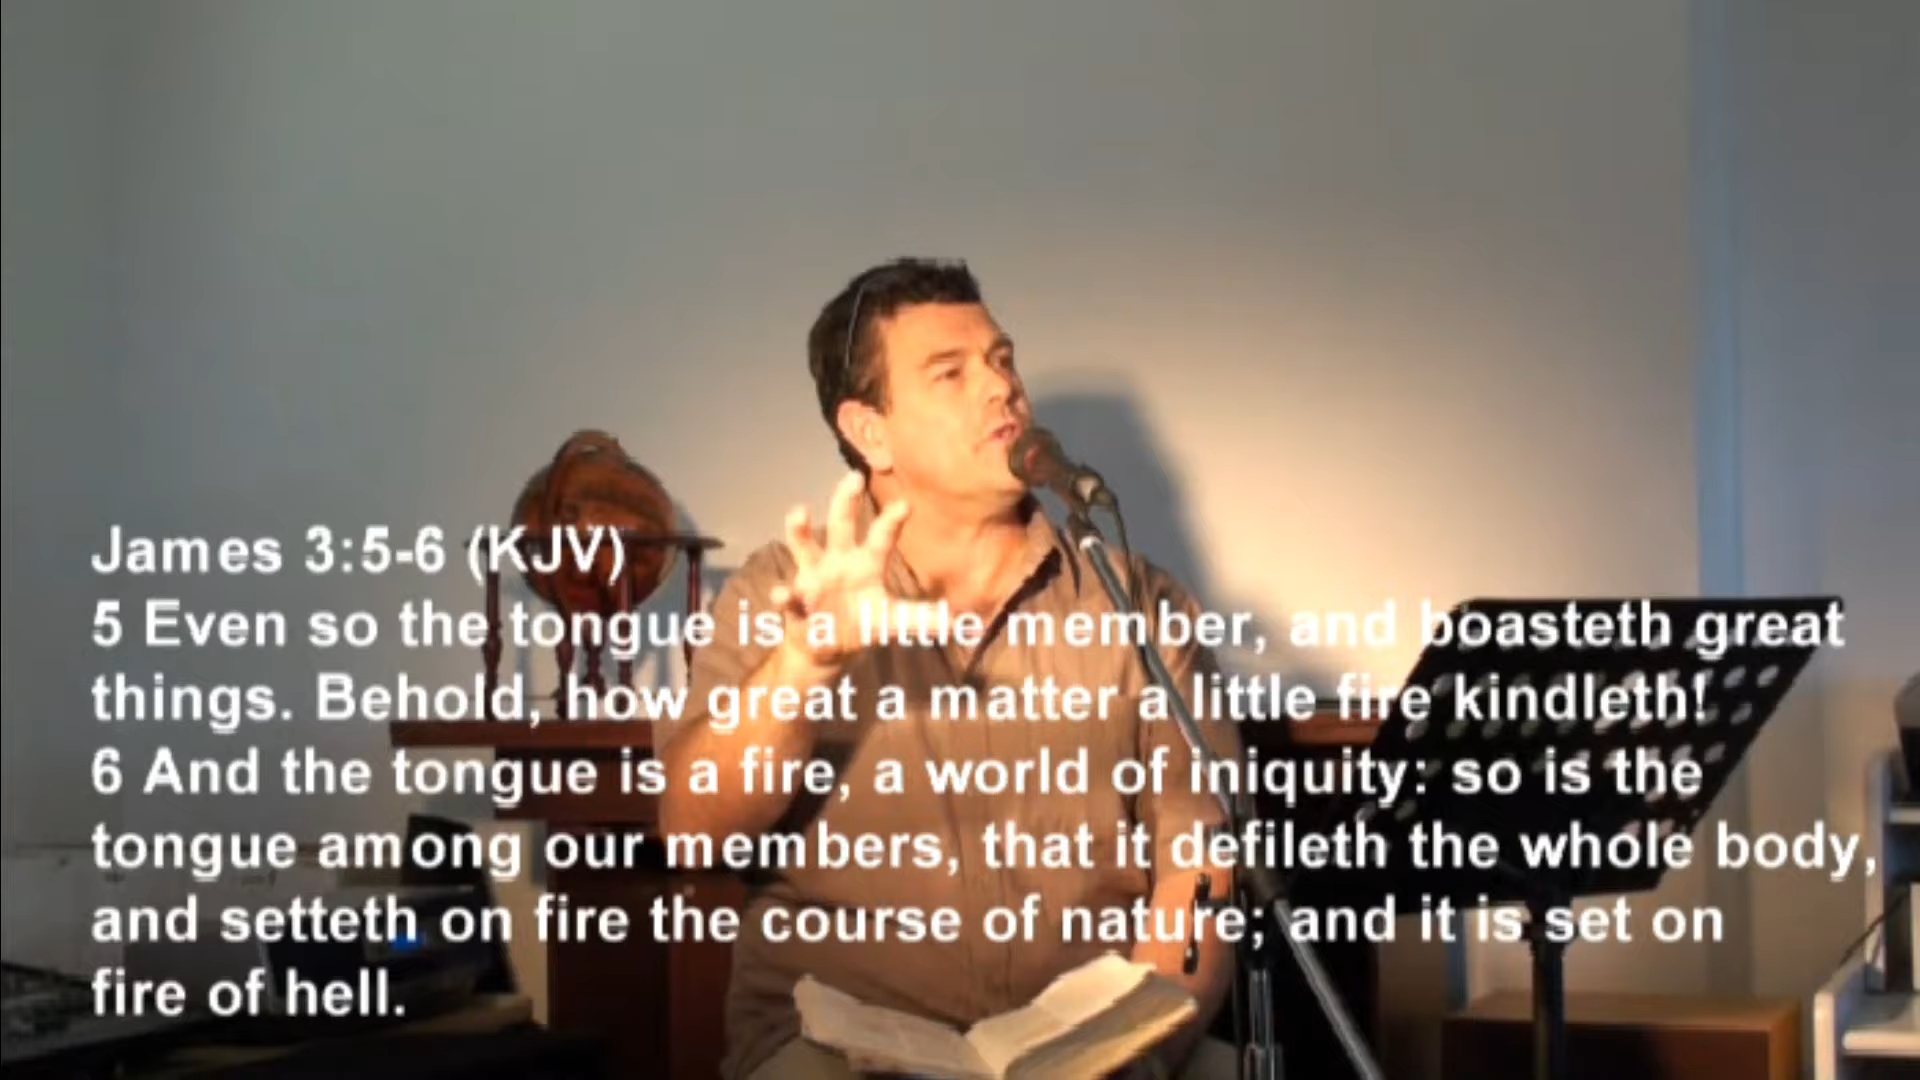 James 3:5-6 (KJV)
5 Even so the tongue is a little member, and boasteth great
things. Behold, how great a matter a little fire kindleth!
6 And the tongue is a fire, a world of iniquity: so is the
tongue among our members, that it defileth the whole body,
and setteth on fire the course of nature; and it is set on
fire of hell.